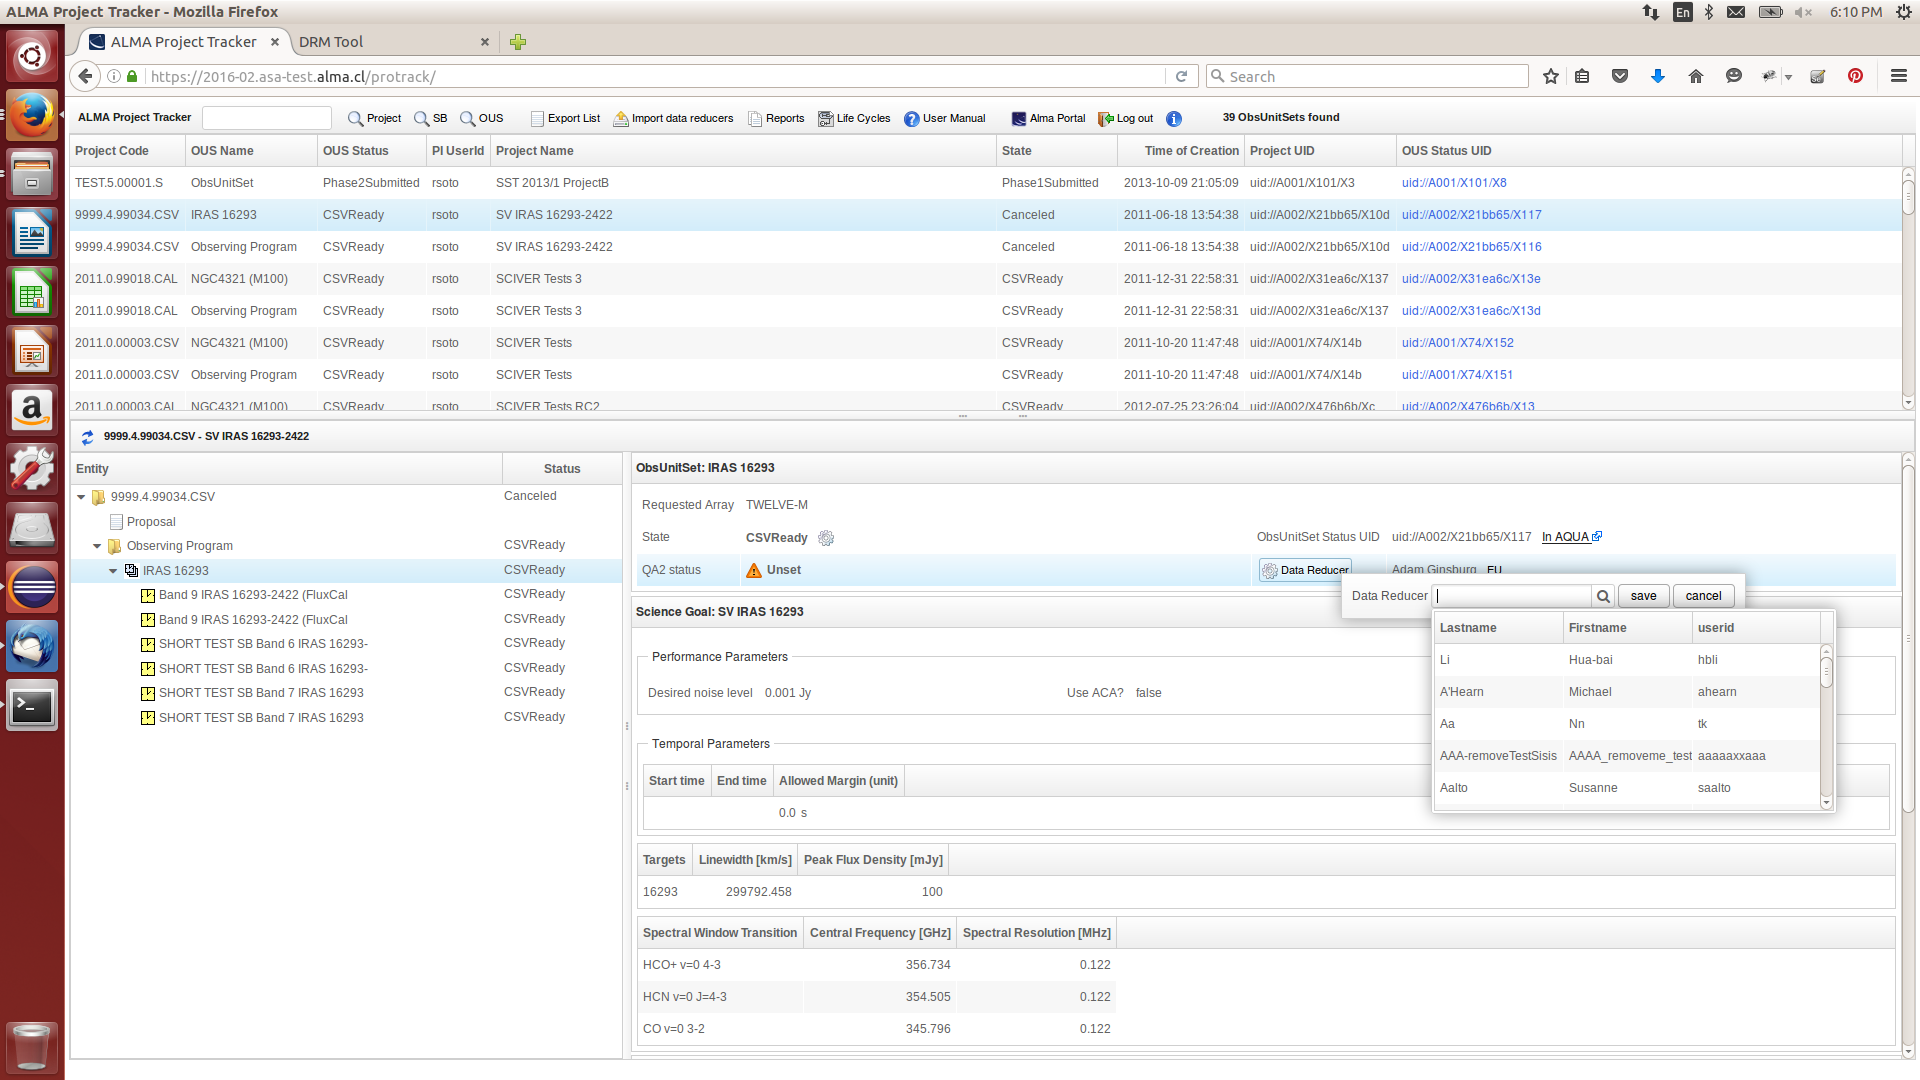 ALMA Project Tracker - Mozilla Firefox
En
6:10 PM
ALMA Project Tracker
DRM Tool
https://2016-02.asa-test.alma.cl/protrack/
Search
ALMA Project Tracker
Project
SB
OUS
Export List
Import data reducers
Reports
Life Cycles
User Manual
Alma Portal
Log out
39 ObsUnitSets found
Project Code OUS Name OUS Status PI UserId Project Name State Time of Creation Project UID OUS Status UID
TEST.5.00001.S ObsUnitSet Phase2Submitted rsoto SST 2013/1 ProjectB Phase1Submitted 2013-10-09 21:05:09 uid://A001/X101/X3 uid://A001/X101/X8
9999.4.99034.CSV IRAS 16293 CSVReady rsoto SV IRAS 16293-2422 Canceled 2011-06-18 13:54:38 uid://A002/X21bb65/X10d uid://A002/X21bb65/X117
9999.4.99034.CSV Observing Program CSVReady rsoto SV IRAS 16293-2422 Canceled 2011-06-18 13:54:38 uid://A002/X21bb65/X10d uid://A002/X21bb65/X116
2011.0.99018.CAL NGC4321 (M100) CSVReady rsoto SCIVER Tests 3 CSVReady 2011-12-31 22:58:31 uid://A002/X31ea6c/X137 uid://A002/X31ea6c/X13e
2011.0.99018.CAL Observing Program CSVReady rsoto SCIVER Tests 3 CSVReady 2011-12-31 22:58:31 uid://A002/X31ea6c/X137 uid://A002/X31ea6c/X13d
2011.0.00003.CSV NGC4321 (M100) CSVReady rsoto SCIVER Tests CSVReady 2011-10-20 11:47:48 uid://A001/X74/X14b uid://A001/X74/X152
2011.0.00003.CSV Observing Program CSVReady rsoto SCIVER Tests CSVReady 2011-10-20 11:47:48 uid://A001/X74/X14b uid://A001/X74/X151
2011.0.00003.CAL NGC4321 (M100) CSVReady rsoto SCIVER Tests RC2 CSVReady 2012-07-25 23:26:04 uid://A002/X476b6b/Xc uid://A002/X476b6b/X13
9999.4.99034.CSV - SV IRAS 16293-2422
Entity Status
9999.4.99034.CSV Canceled
Proposal
Observing Program CSVReady
IRAS 16293 CSVReady
Band 9 IRAS 16293-2422 (FluxCal CSVReady
Band 9 IRAS 16293-2422 (FluxCal CSVReady
SHORT TEST SB Band 6 IRAS 16293- CSVReady
SHORT TEST SB Band 6 IRAS 16293- CSVReady
SHORT TEST SB Band 7 IRAS 16293 CSVReady
SHORT TEST SB Band 7 IRAS 16293 CSVReady
ObsUnitSet: IRAS 16293
Requested Array TWELVE-M
State CSVReady ObsUnitSet Status UID uid://A002/X21bb65/X117 In AQUA
QA2 status Unset Data Reducer Adam Ginsburg EU
Data Reducer save cancel
Lastname Firstname userid
Li Hua-bai hbli
A'Hearn Michael ahearn
Aa Nn tk
AAA-removeTestSisis AAAA_removeme_test aaaaaxxaaa
Aalto Susanne saalto
Science Goal: SV IRAS 16293
Performance Parameters
Desired noise level 0.001 Jy Use ACA? false
Temporal Parameters
Start time End time Allowed Margin (unit)
0.0 s
Targets Linewidth [km/s] Peak Flux Density [mJy]
16293 299792.458 100
Spectral Window Transition Central Frequency [GHz] Spectral Resolution [MHz]
HCO+ v=0 4-3 356.734 0.122
HCN v=0 J=4-3 354.505 0.122
CO v=0 3-2 345.796 0.122